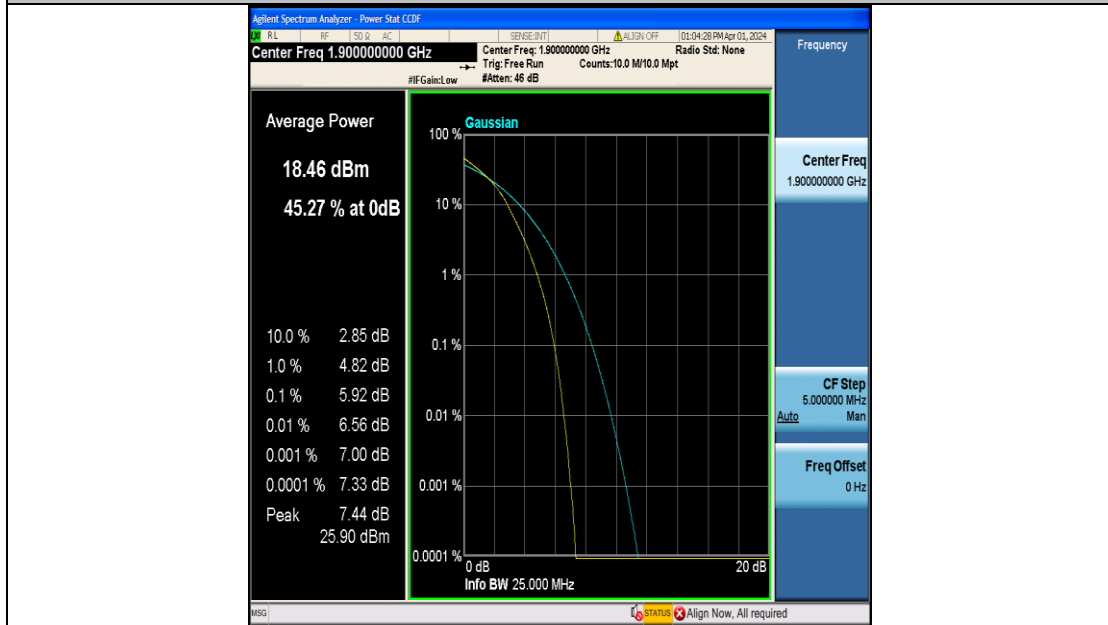 Agilent Spectrum Analyzer - Power Stat CCDF
RL RF 50 Ω AC SENSE:INT ALIGN OFF 01:04:28 PM Apr 01, 2024
Center Freq 1.900000000 GHz
Center Freq: 1.900000000 GHz Radio Std: None
Trig: Free Run Counts:10.0 M/10.0 Mpt
#IFGain:Low #Atten: 46 dB
Frequency
Average Power
18.46 dBm
45.27 % at 0dB
10.0 % 2.85 dB
1.0 % 4.82 dB
0.1 % 5.92 dB
0.01 % 6.56 dB
0.001 % 7.00 dB
0.0001 % 7.33 dB
Peak 7.44 dB
25.90 dBm
Gaussian
100 %
10 %
1 %
0.1 %
0.01 %
0.001 %
0.0001 %
0 dB 20 dB
Info BW 25.000 MHz
Center Freq
1.900000000 GHz
CF Step
5.000000 MHz
Auto Man
Freq Offset
0 Hz
MSG STATUS Align Now, All required